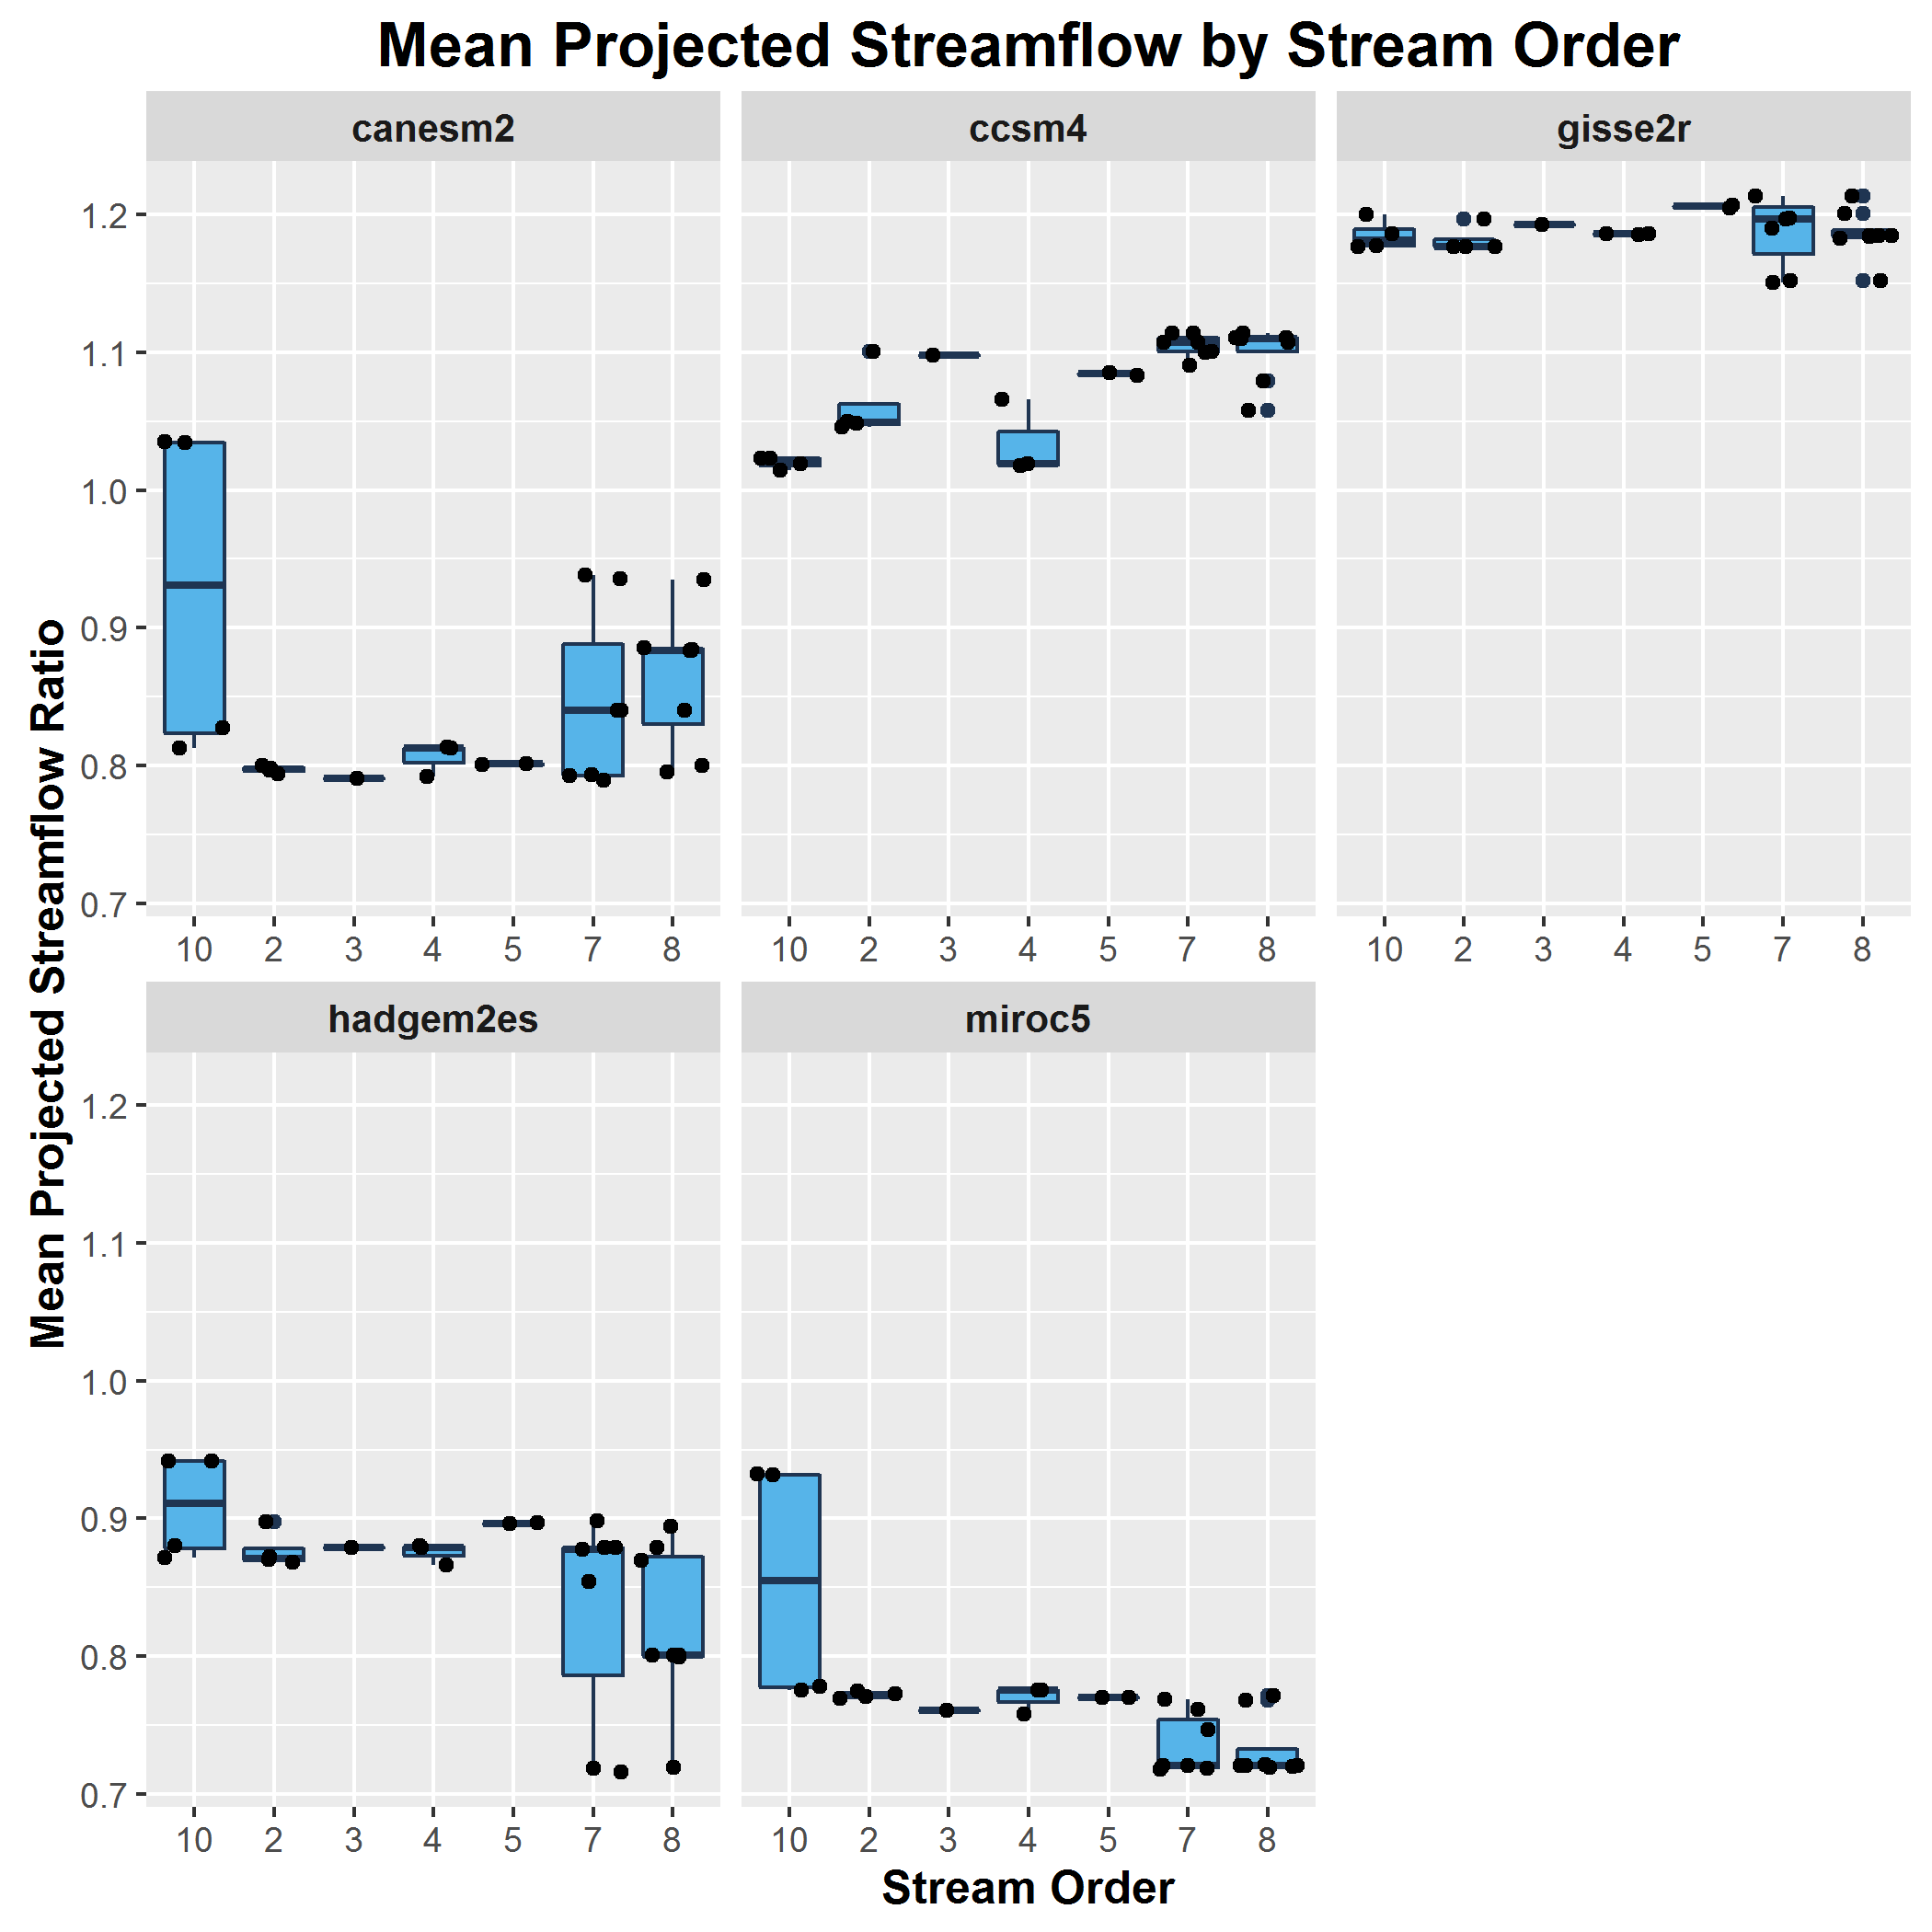 Mean Projected Streamflow by Stream Order
canesm2 ccsm4 gisse2r
Mean Projected Streamflow Ratio
1.2
1.1
1.0
0.9
0.8
0.7
10 2 3 4 5 7 8 10 2 3 4 5 7 8 10 2 3 4 5 7 8
hadgem2es miroc5
1.2
1.1
1.0
0.9
0.8
0.7
10 2 3 4 5 7 8 10 2 3 4 5 7 8
Stream Order